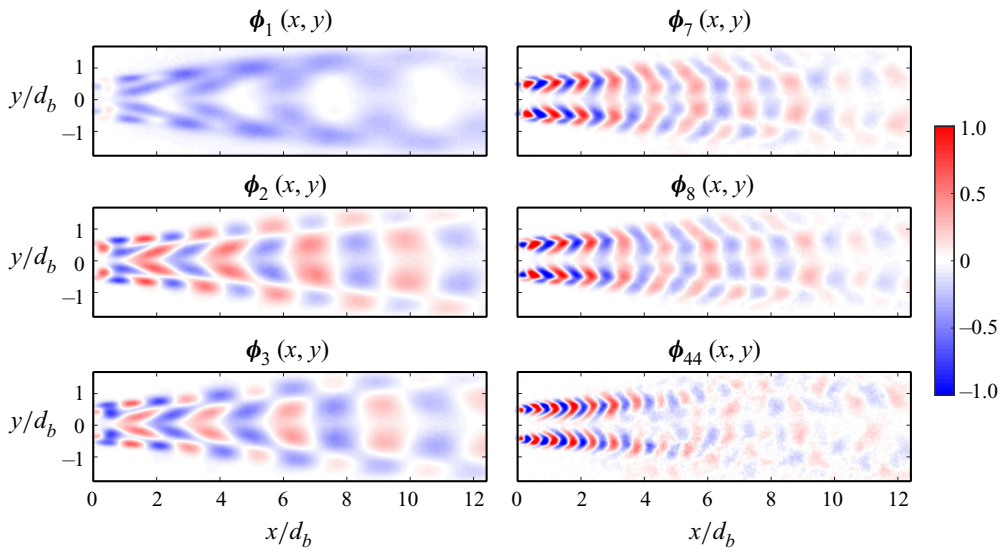 ϕ1 (x, y)
ϕ7 (x, y)
y/db
1
0
−1
ϕ2 (x, y)
ϕ8 (x, y)
y/db
1
0
−1
ϕ3 (x, y)
ϕ44 (x, y)
y/db
1
0
−1
0 2 4 6 8 10 12
0 2 4 6 8 10 12
x/db
x/db
1.0
0.5
0
−0.5
−1.0